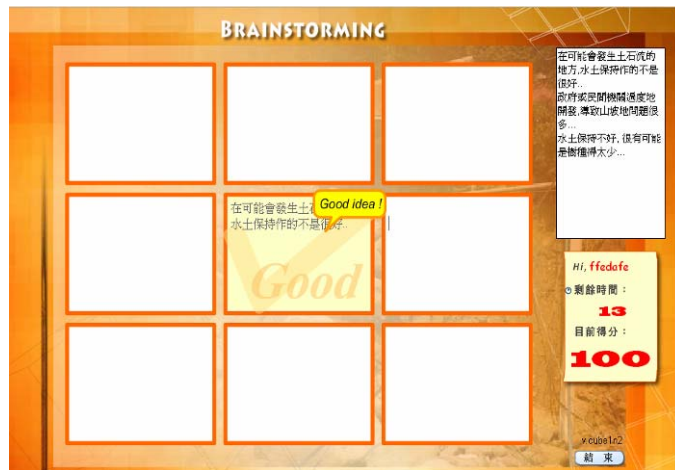 BRAINSTORMING
在可能會發生土石流的
地方,水土保持作的不是
很好..
政府或民間機關過度地
開發,導致山坡地問題很
多...
水土保持不好, 很有可能
是樹種得太少...
在可能會發生土
水土保持作的不是很好..
Good idea !
Good
Hi, ffedafe
剩餘時間：
13
目前得分：
100
v.cube1n2
結 束